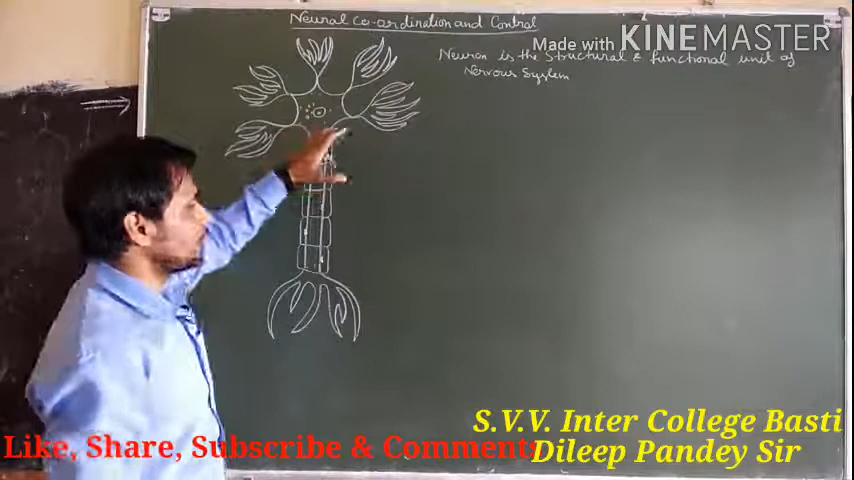 Neural co-ordination and Control
Made with KINEMASTER
Neuron is the Structural & functional unit of
Nervous System
S.V.V. Inter College Basti
Like, Share, Subscribe & Comments
Dileep Pandey Sir